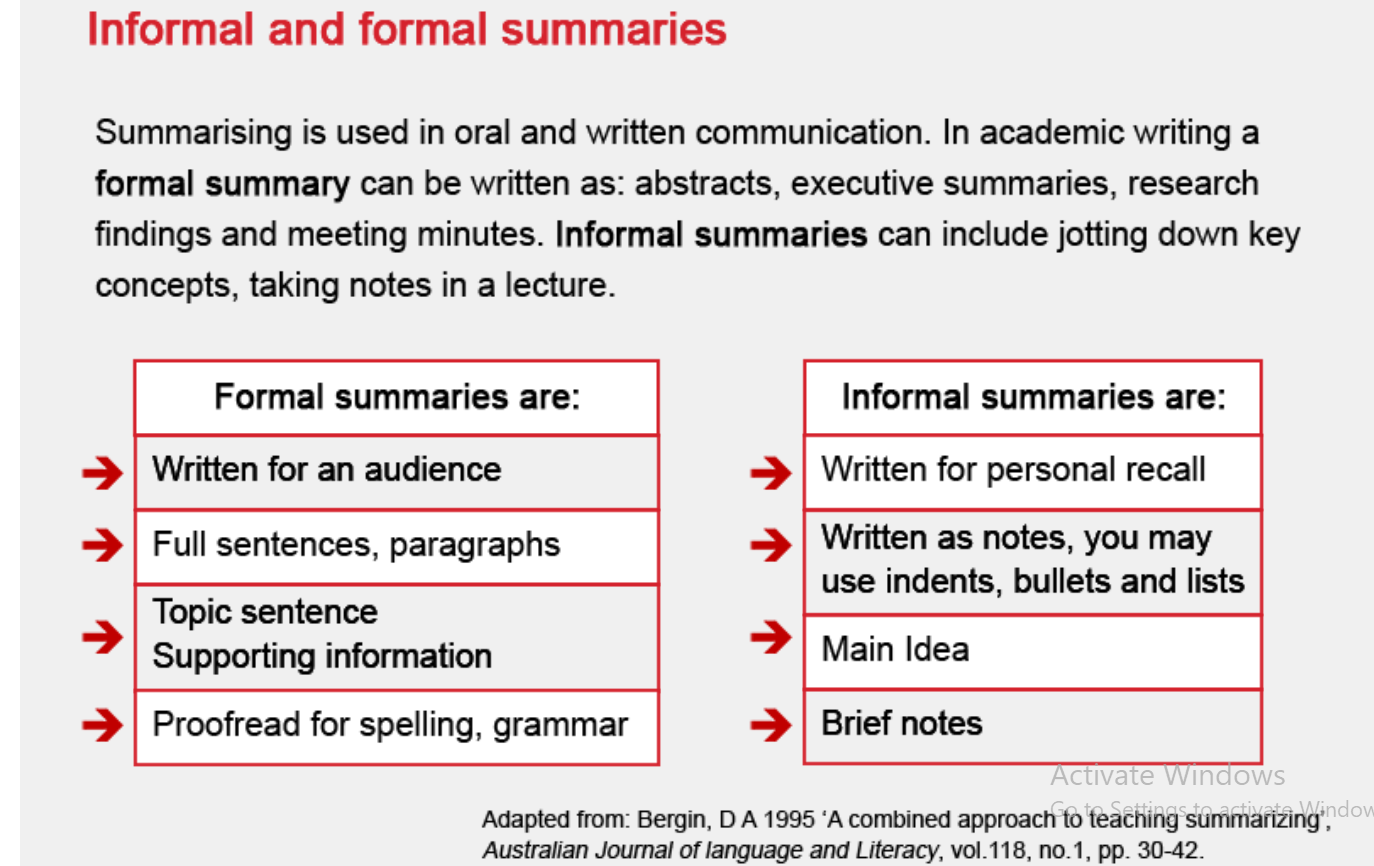 Informal and formal summaries
Summarising is used in oral and written communication. In academic writing a
formal summary can be written as: abstracts, executive summaries, research
findings and meeting minutes. Informal summaries can include jotting down key
concepts, taking notes in a lecture.
Formal summaries are:
Written for an audience
Full sentences, paragraphs
Topic sentence
Supporting information
Proofread for spelling, grammar
Informal summaries are:
Written for personal recall
Written as notes, you may
use indents, bullets and lists
Main Idea
Brief notes
Activate Windows
Go to Settings to activate Window
Adapted from: Bergin, D A 1995 ‘A combined approach to teaching summarizing’,
Australian Journal of language and Literacy, vol.118, no.1, pp. 30-42.